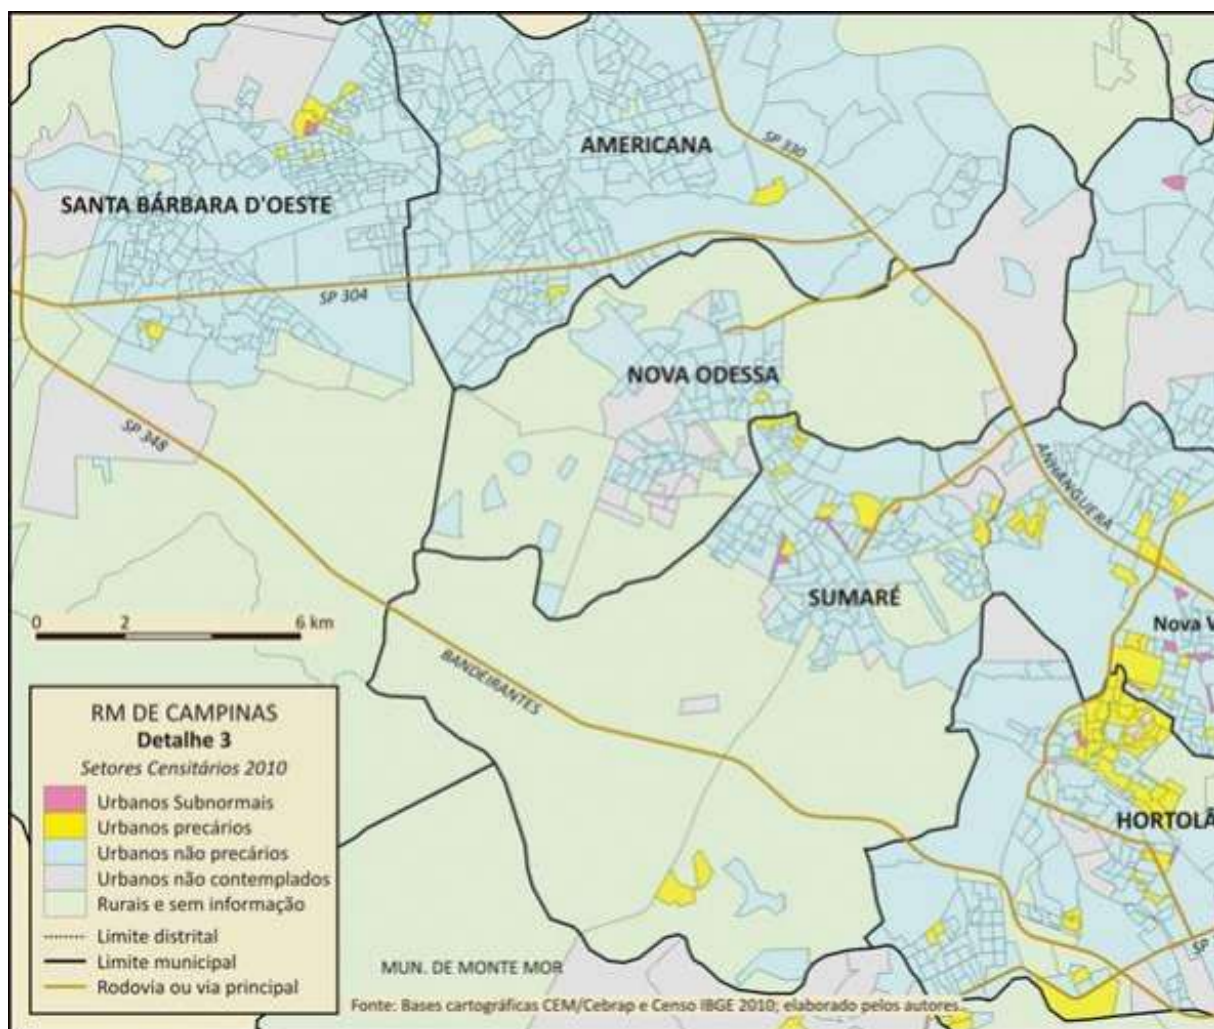 AMERICANA
SP 330
SANTA BÁRBARA D'OESTE
SP 304
NOVA ODESSA
SP 348
ANHANGUERA
SUMARÉ
0 2 6 km
Nova V
BANDEIRANTES
RM DE CAMPINAS
Detalhe 3
Setores Censitários 2010
Urbanos Subnormais
Urbanos precários
Urbanos não precários
Urbanos não contemplados
Rurais e sem informação
Limite distrital
Limite municipal
Rodovia ou via principal
HORTOLÂ
SP
MUN. DE MONTE MOR
Fonte: Bases cartográficas CEM/Cebrap e Censo IBGE 2010; elaborado pelos autores.